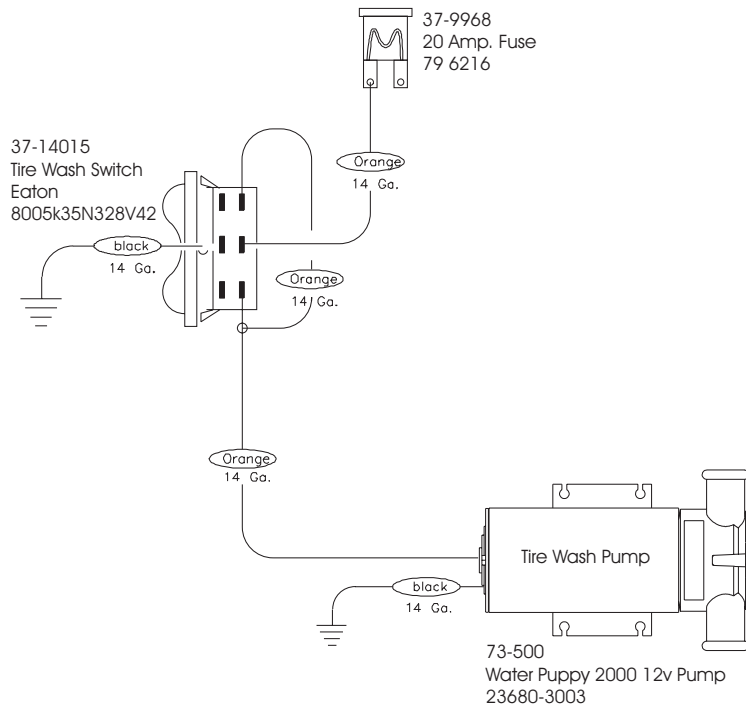 37-9968
20 Amp. Fuse
79 6216
37-14015
Tire Wash Switch
Eaton
8005k35N328V42
Orange
14 Ga.
black
14 Ga.
Orange
14 Ga.
Orange
14 Ga.
Tire Wash Pump
black
14 Ga.
73-500
Water Puppy 2000 12v Pump
23680-3003